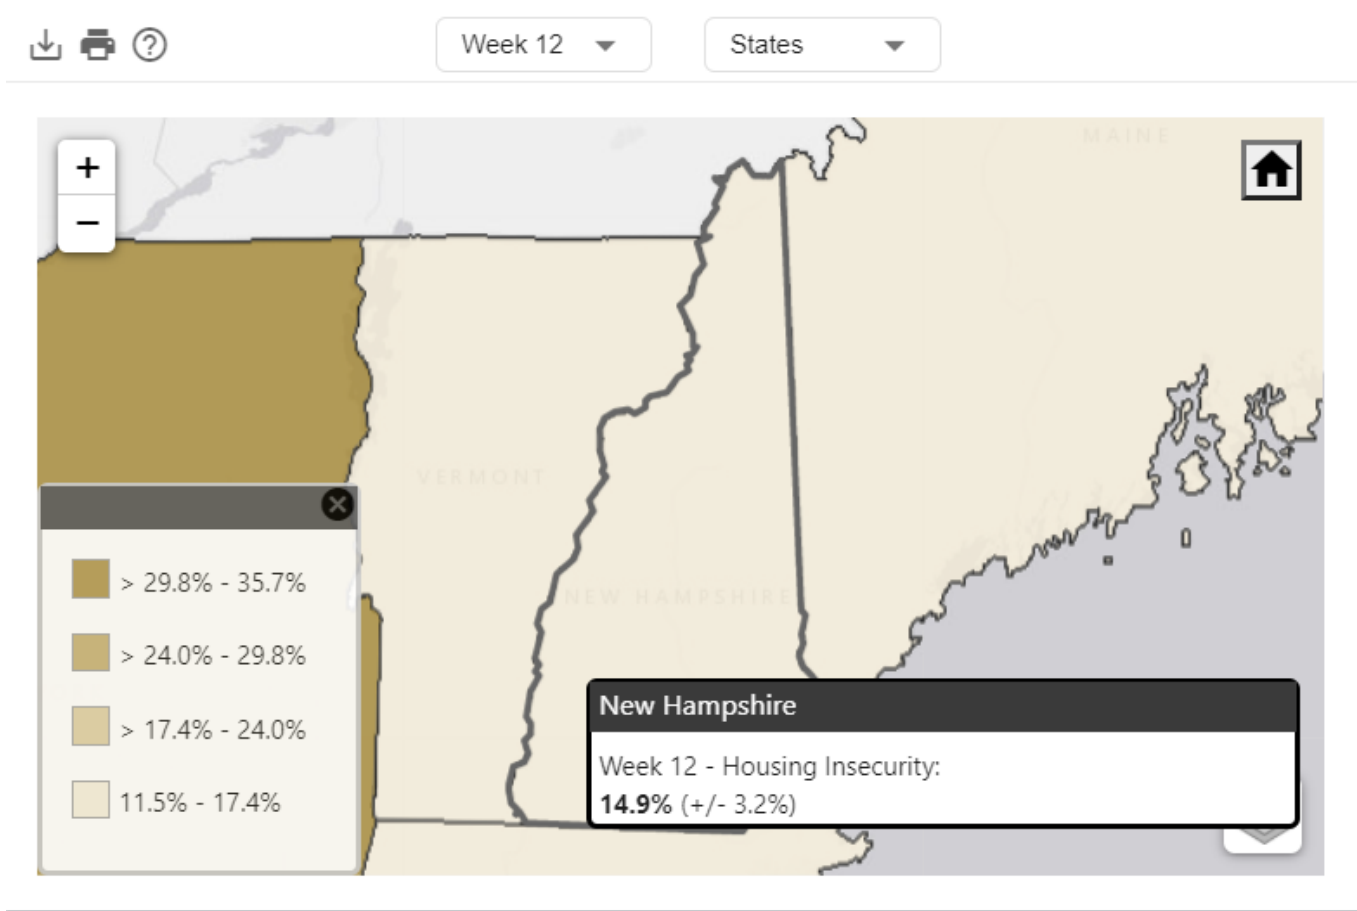 Week 12
States
+
−
MAINE
VERMONT
NEW HAMPSHIRE
> 29.8% - 35.7%
> 24.0% - 29.8%
> 17.4% - 24.0%
11.5% - 17.4%
New Hampshire
Week 12 - Housing Insecurity:
14.9% (+/- 3.2%)